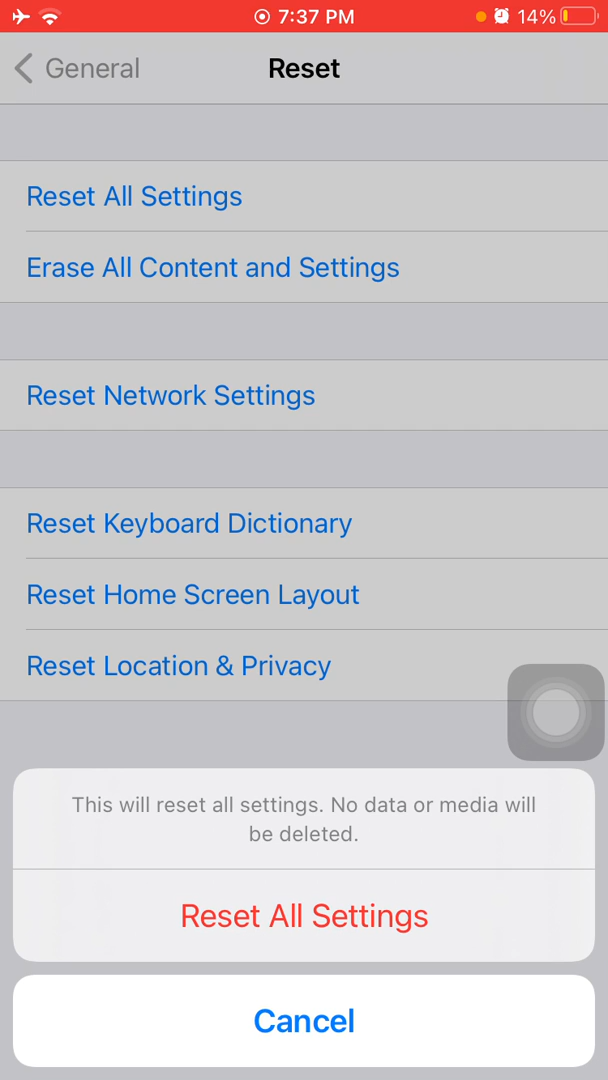 7:37 PM
14%
General
Reset
Reset All Settings
Erase All Content and Settings
Reset Network Settings
Reset Keyboard Dictionary
Reset Home Screen Layout
Reset Location & Privacy
This will reset all settings. No data or media will
be deleted.
Reset All Settings
Cancel